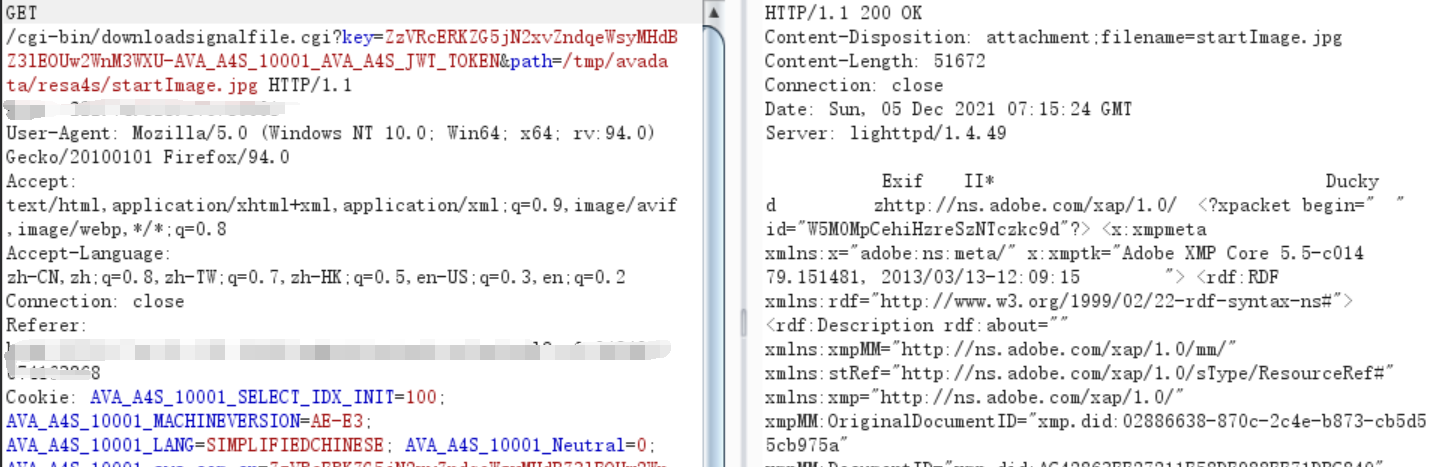 GET
/cgi-bin/downloadsignalfile.cgi?key=ZzVRcERKZG5jN2xvZndqeWsyMHdB
Z3lEOUw2WnM3WXU-AVA_A4S_10001_AVA_A4S_JWT_TOKEN&path=/tmp/avada
ta/resa4s/startImage.jpg HTTP/1.1
User-Agent: Mozilla/5.0 (Windows NT 10.0; Win64; x64; rv:94.0)
Gecko/20100101 Firefox/94.0
Accept:
text/html,application/xhtml+xml,application/xml;q=0.9,image/avif
,image/webp,*/*;q=0.8
Accept-Language:
zh-CN,zh;q=0.8,zh-TW;q=0.7,zh-HK;q=0.5,en-US;q=0.3,en;q=0.2
Connection: close
Referer:
Cookie: AVA_A4S_10001_SELECT_IDX_INIT=100;
AVA_A4S_10001_MACHINEVERSION=AE-E3;
AVA_A4S_10001_LANG=SIMPLIFIEDCHINESE; AVA_A4S_10001_Neutral=0;
HTTP/1.1 200 OK
Content-Disposition: attachment;filename=startImage.jpg
Content-Length: 51672
Connection: close
Date: Sun, 05 Dec 2021 07:15:24 GMT
Server: lighttpd/1.4.49
Exif II* Ducky
d zhttp://ns.adobe.com/xap/1.0/ <?xpacket begin=" "
id="W5M0MpCehiHzreSzNTczkc9d"?> <x:xmpmeta
xmlns:x="adobe:ns:meta/" x:xmptk="Adobe XMP Core 5.5-c014
79.151481, 2013/03/13-12:09:15 "> <rdf:RDF
xmlns:rdf="http://www.w3.org/1999/02/22-rdf-syntax-ns#">
<rdf:Description rdf:about=""
xmlns:xmpMM="http://ns.adobe.com/xap/1.0/mm/"
xmlns:stRef="http://ns.adobe.com/xap/1.0/sType/ResourceRef#"
xmlns:xmp="http://ns.adobe.com/xap/1.0/"
xmpMM:OriginalDocumentID="xmp.did:02886638-870c-2c4e-b873-cb5d5
5cb975a"